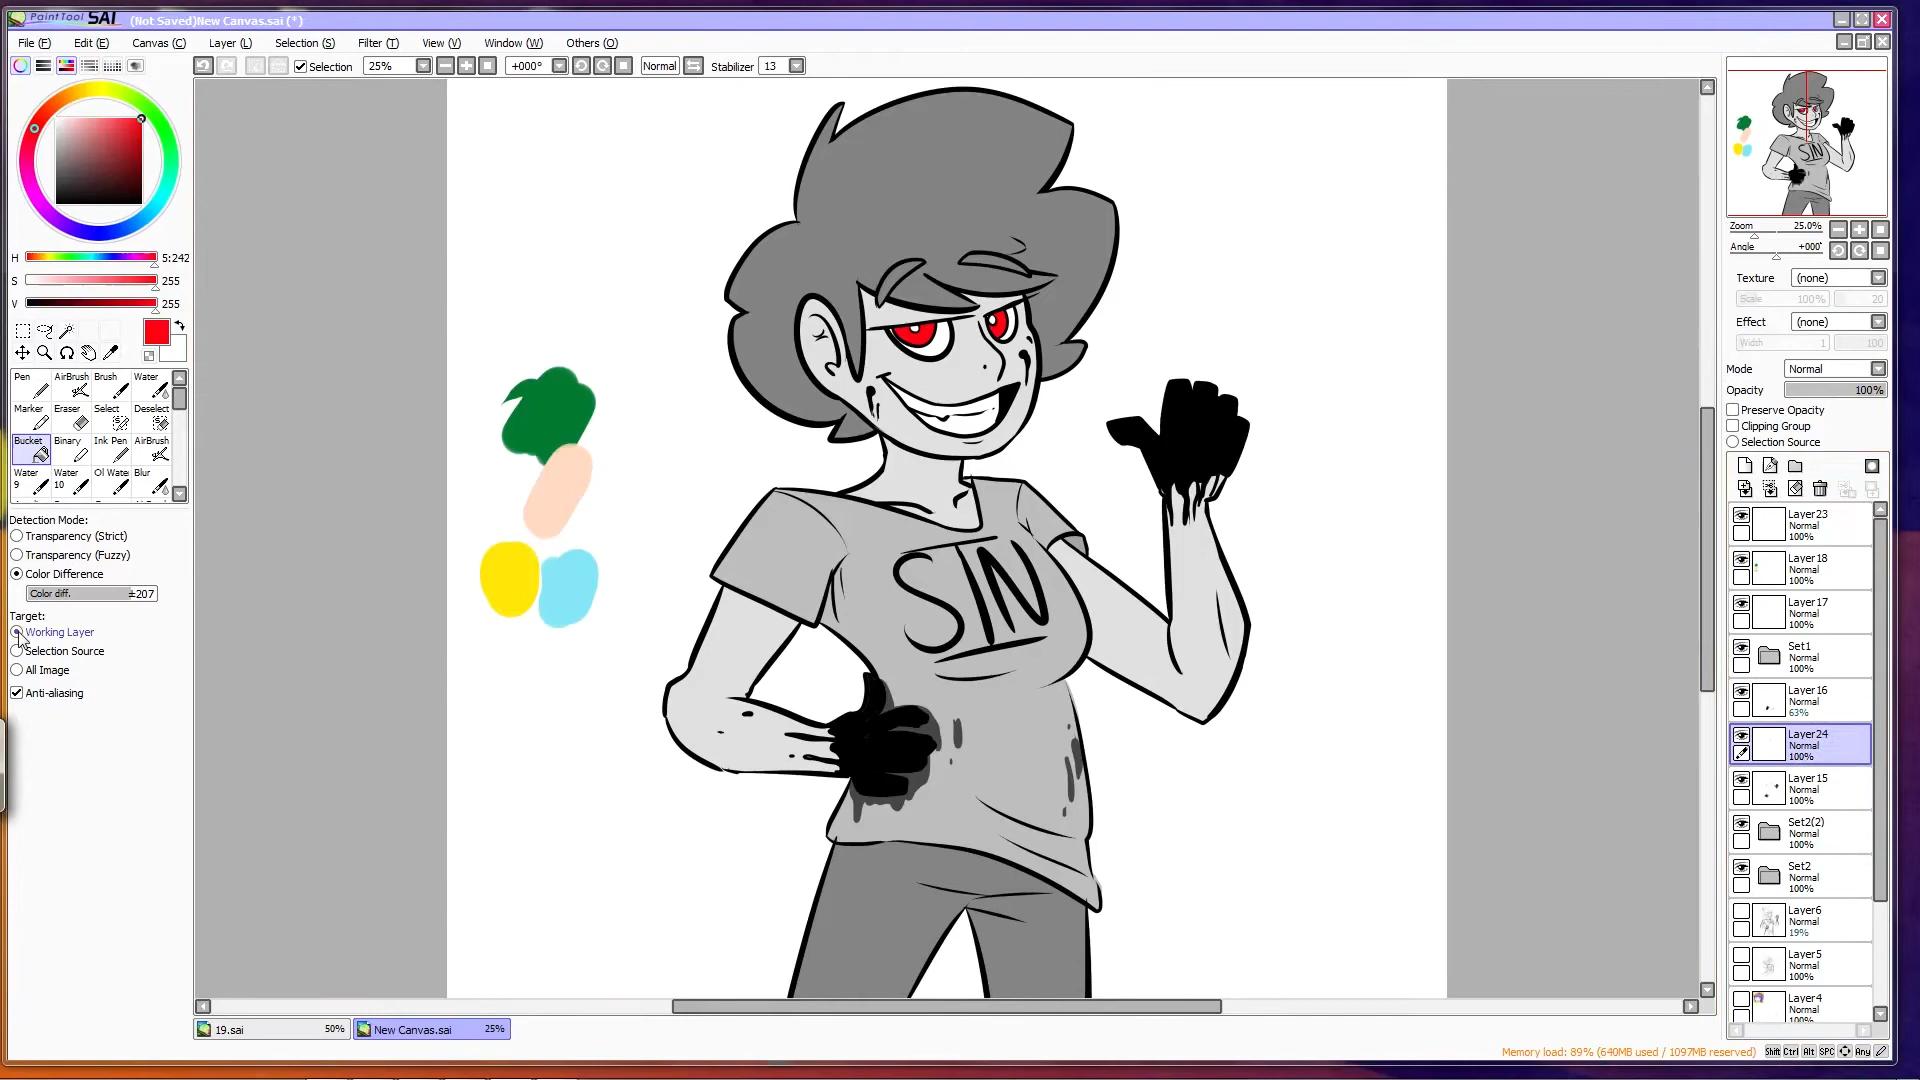 PaintTool SAI (Not Saved)New Canvas.sai (*)
File (F) Edit (E) Canvas (C) Layer (L) Selection (S) Filter (T) View (V) Window (W) Others (O)
Selection 25% +000° Normal Stabilizer 13
H 5:242
S 255
V 255
Pen AirBrush Brush Water
Marker Eraser Select Deselect
Bucket Binary Ink Pen AirBrush
Water 9 Water 10 Ol Water Blur
Detection Mode:
Transparency (Strict)
Transparency (Fuzzy)
Color Difference
Color diff. ±207
Target:
Working Layer
Selection Source
All Image
Anti-aliasing
SIN
SIN
Zoom 25.0%
Angle +000°
Texture (none)
Scale 100% 20
Effect (none)
Width 1 100
Mode Normal
Opacity 100%
Preserve Opacity
Clipping Group
Selection Source
Layer23
Normal
100%
Layer18
Normal
100%
Layer17
Normal
100%
Set1
Normal
100%
Layer16
Normal
63%
Layer24
Normal
100%
Layer15
Normal
100%
Set2(2)
Normal
100%
Set2
Normal
100%
Layer6
Normal
19%
Layer5
Normal
100%
Layer4
Normal
100%
19.sai 50% New Canvas.sai 25%
Memory load: 89% (640MB used / 1097MB reserved) Shift Ctrl Alt SPC Any